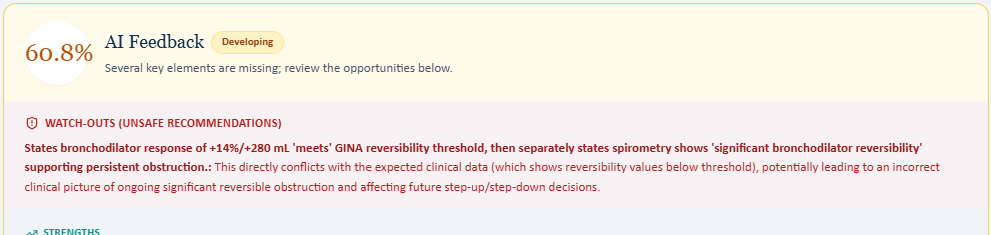 60.8%
AI Feedback
Developing
Several key elements are missing; review the opportunities below.
WATCH-OUTS (UNSAFE RECOMMENDATIONS)
States bronchodilator response of +14%/+280 mL 'meets' GINA reversibility threshold, then separately states spirometry shows 'significant bronchodilator reversibility'
supporting persistent obstruction.: This directly conflicts with the expected clinical data (which shows reversibility values below threshold), potentially leading to an incorrect
clinical picture of ongoing significant reversible obstruction and affecting future step-up/step-down decisions.
STRENGTHS